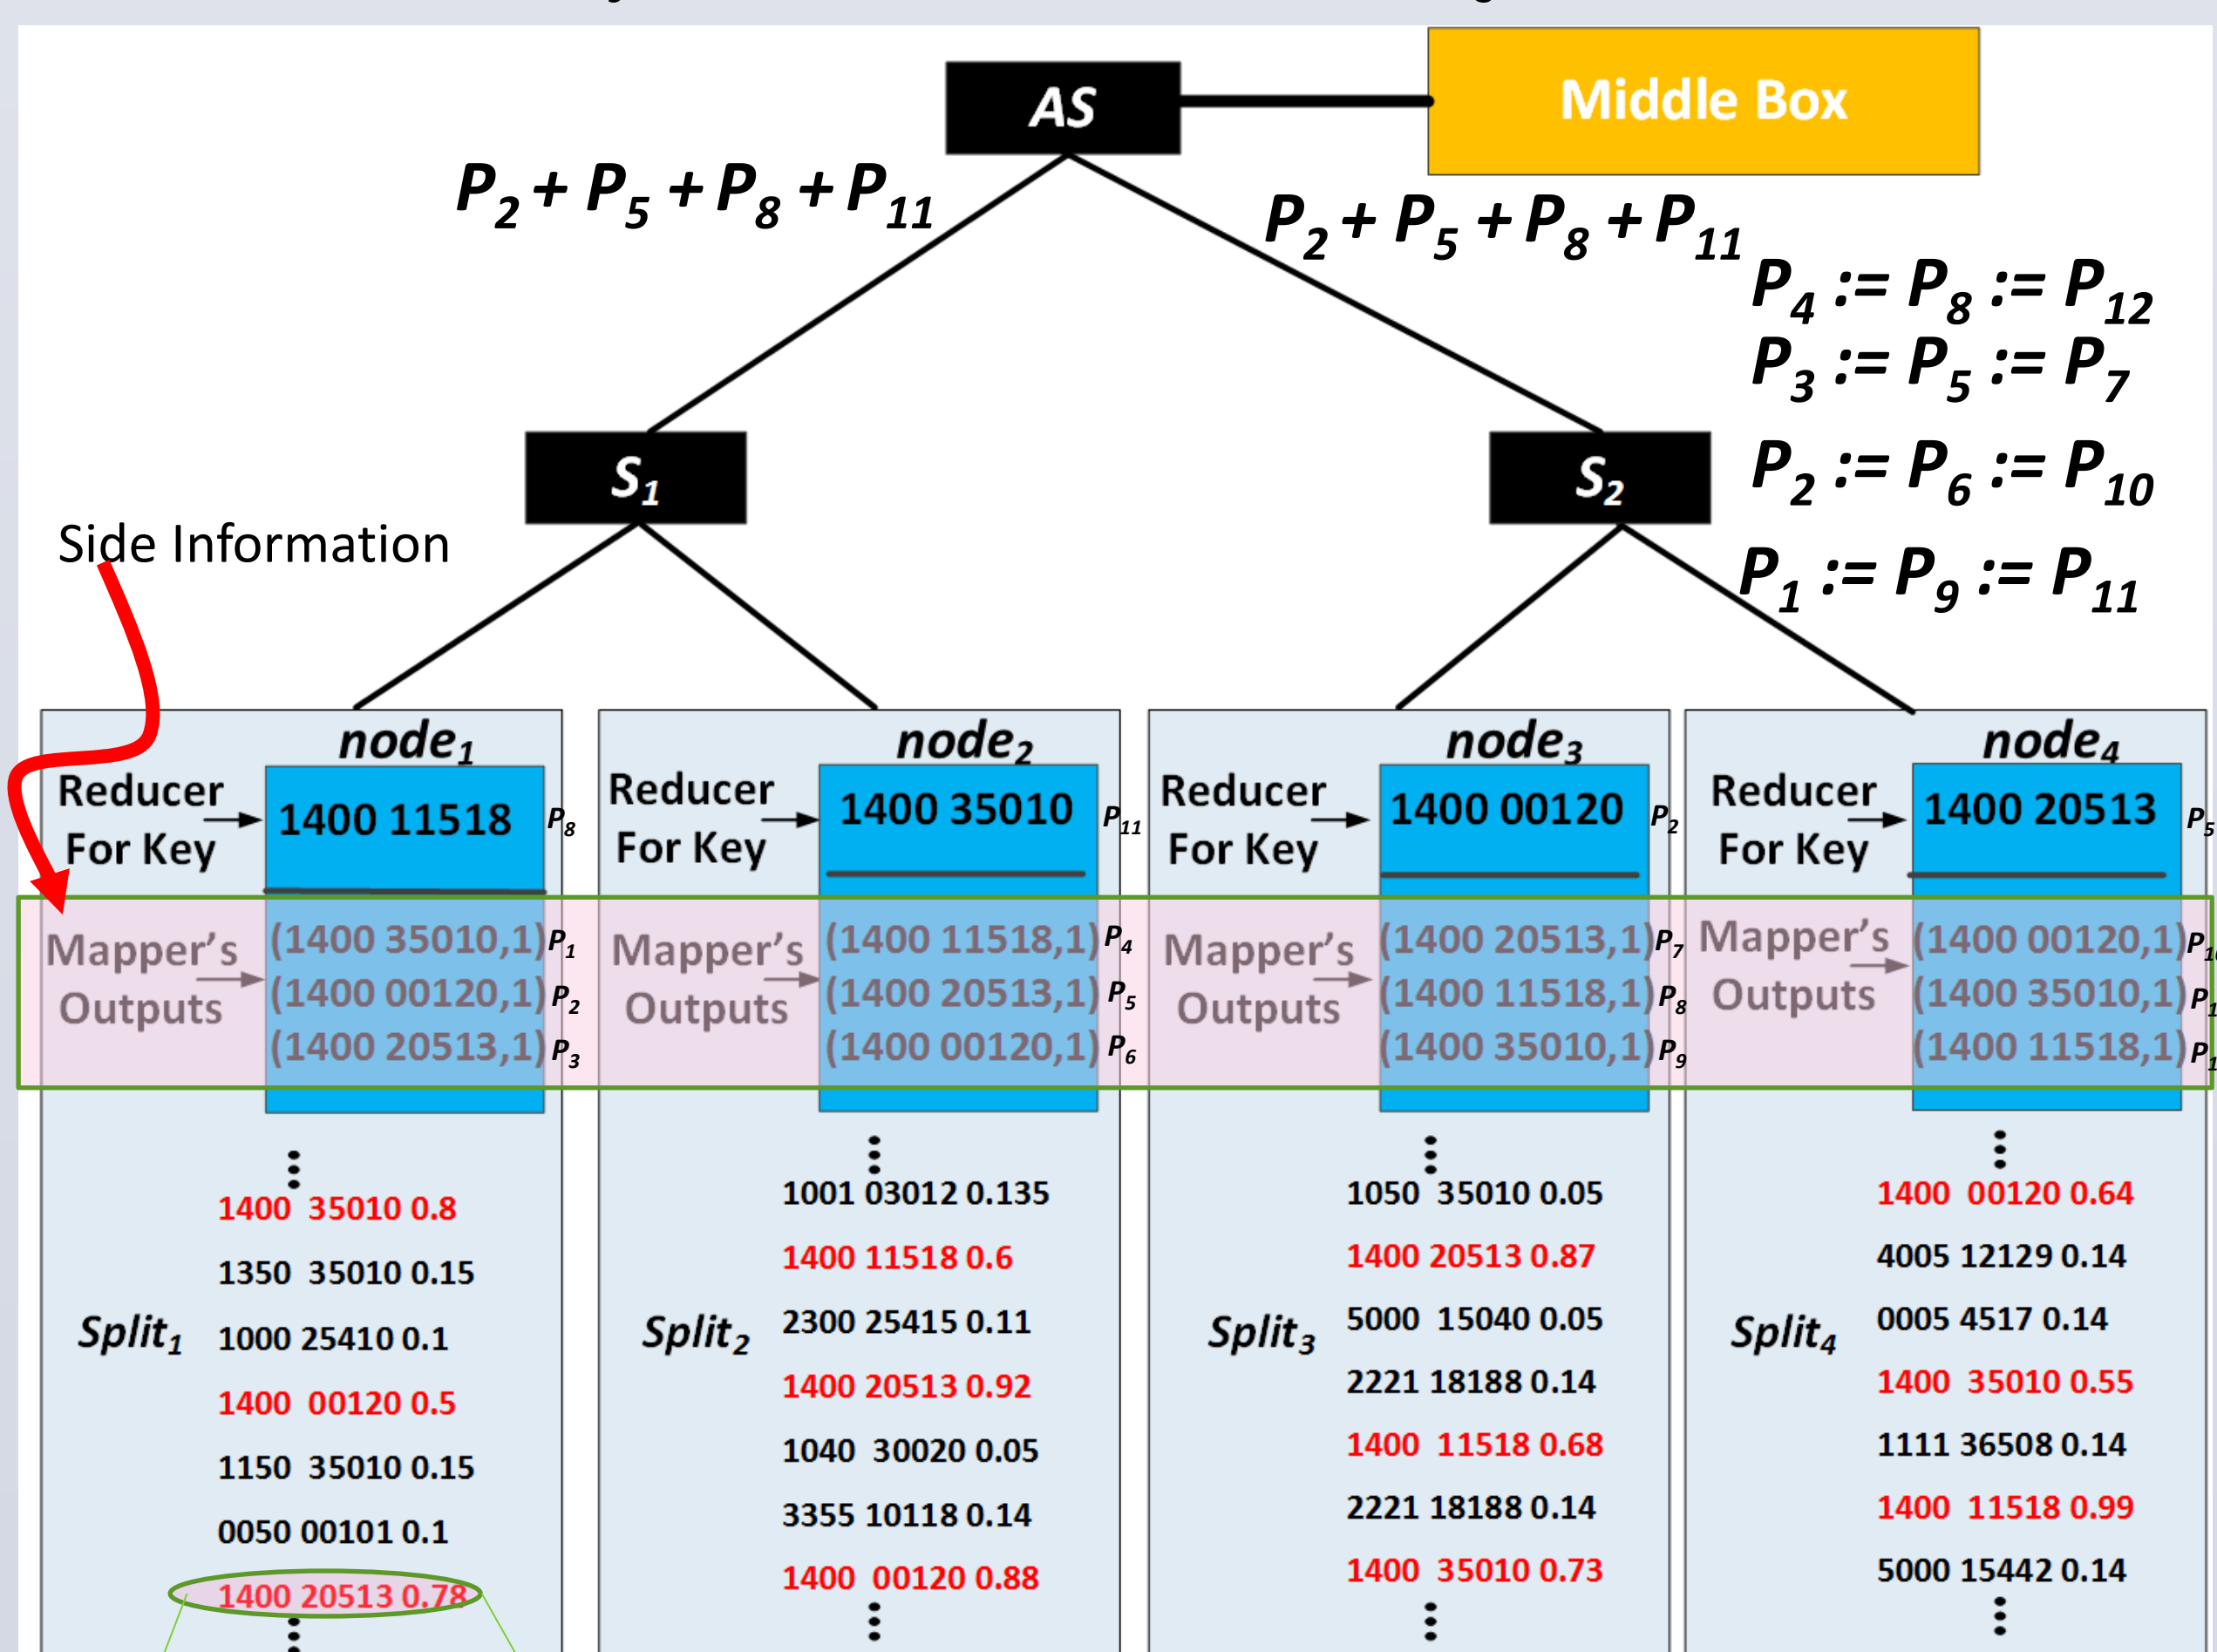 AS
Middle Box
P2 + P5 + P8 + P11
P2 + P5 + P8 + P11
P4 := P8 := P12
P3 := P5 := P7
P2 := P6 := P10
P1 := P9 := P11
S1
S2
Side Information
node1
Reducer For Key
1400 11518
P8
Mapper's Outputs
(1400 35010,1) P1
(1400 00120,1) P2
(1400 20513,1) P3
Split1
1400 35010 0.8
1350 35010 0.15
1000 25410 0.1
1400 00120 0.5
1150 35010 0.15
0050 00101 0.1
1400 20513 0.78
node2
Reducer For Key
1400 35010
P11
Mapper's Outputs
(1400 11518,1) P4
(1400 20513,1) P5
(1400 00120,1) P6
Split2
1001 03012 0.135
1400 11518 0.6
2300 25415 0.11
1400 20513 0.92
1040 30020 0.05
3355 10118 0.14
1400 00120 0.88
node3
Reducer For Key
1400 00120
P2
Mapper's Outputs
(1400 20513,1) P7
(1400 11518,1) P8
(1400 35010,1) P9
Split3
1050 35010 0.05
1400 20513 0.87
5000 15040 0.05
2221 18188 0.14
1400 11518 0.68
2221 18188 0.14
1400 35010 0.73
node4
Reducer For Key
1400 20513
P5
Mapper's Outputs
(1400 00120,1) P10
(1400 35010,1) P1
(1400 11518,1) P1
Split4
1400 00120 0.64
4005 12129 0.14
0005 4517 0.14
1400 35010 0.55
1111 36508 0.14
1400 11518 0.99
5000 15442 0.14